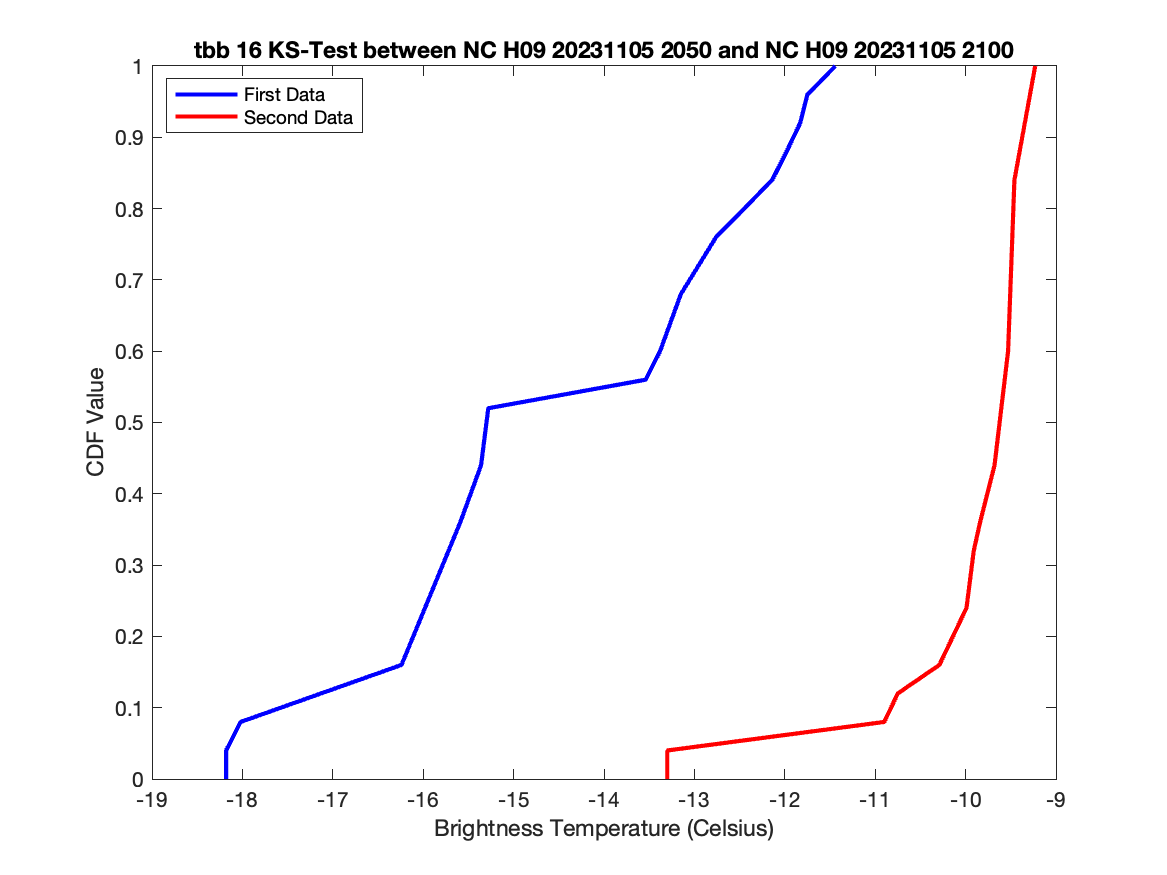 tbb 16 KS-Test between NC H09 20231105 2050 and NC H09 20231105 2100
First Data
Second Data
1
0.9
0.8
0.7
0.6
0.5
0.4
0.3
0.2
0.1
0
CDF Value
-19 -18 -17 -16 -15 -14 -13 -12 -11 -10 -9
Brightness Temperature (Celsius)